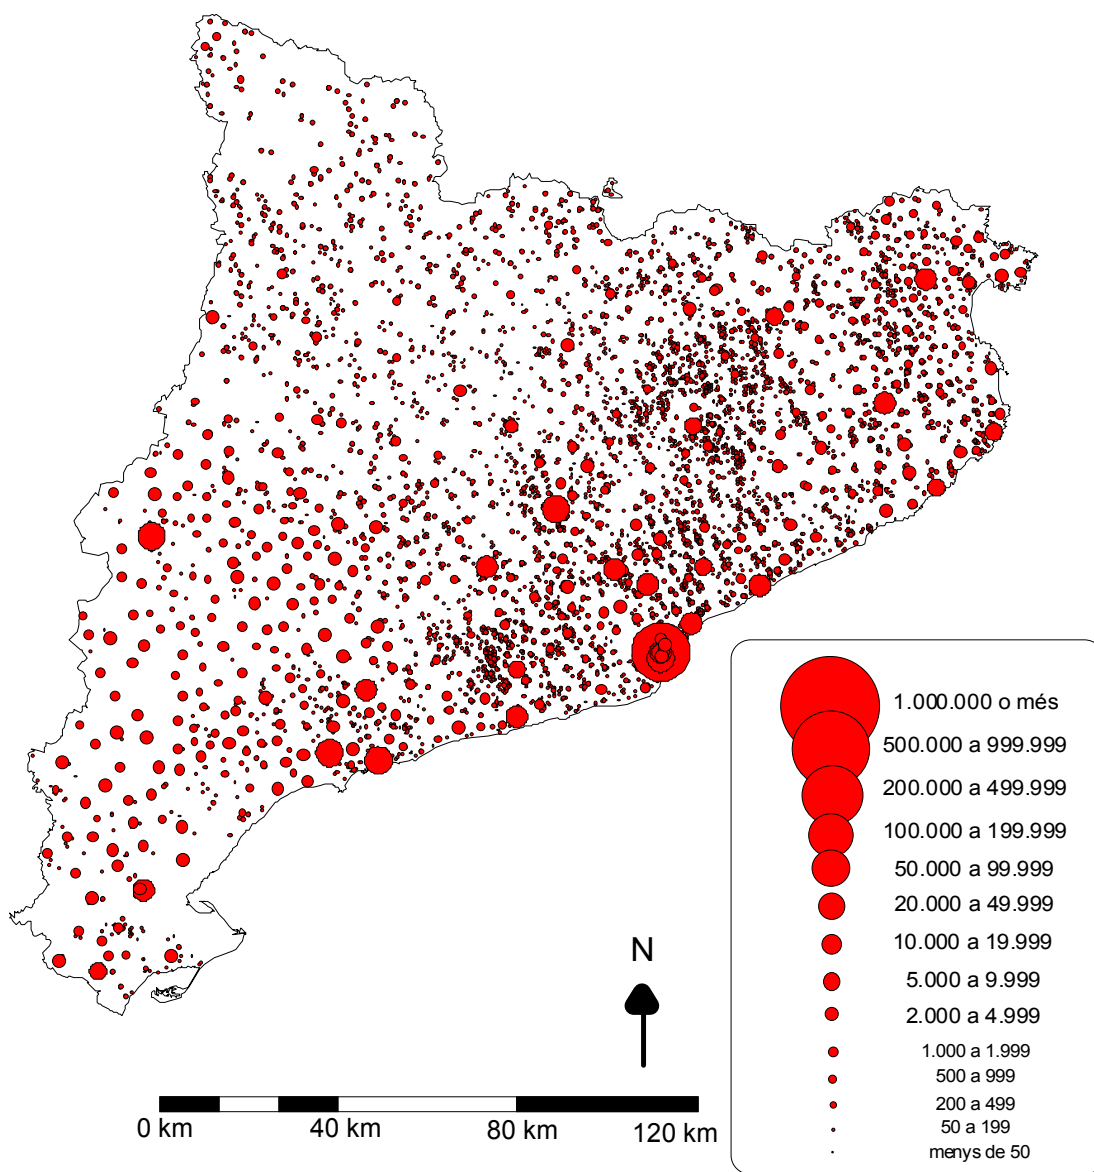 1.000.000 o més
500.000 a 999.999
200.000 a 499.999
100.000 a 199.999
50.000 a 99.999
20.000 a 49.999
10.000 a 19.999
5.000 a 9.999
2.000 a 4.999
1.000 a 1.999
500 a 999
200 a 499
50 a 199
menys de 50
N
0 km 40 km 80 km 120 km